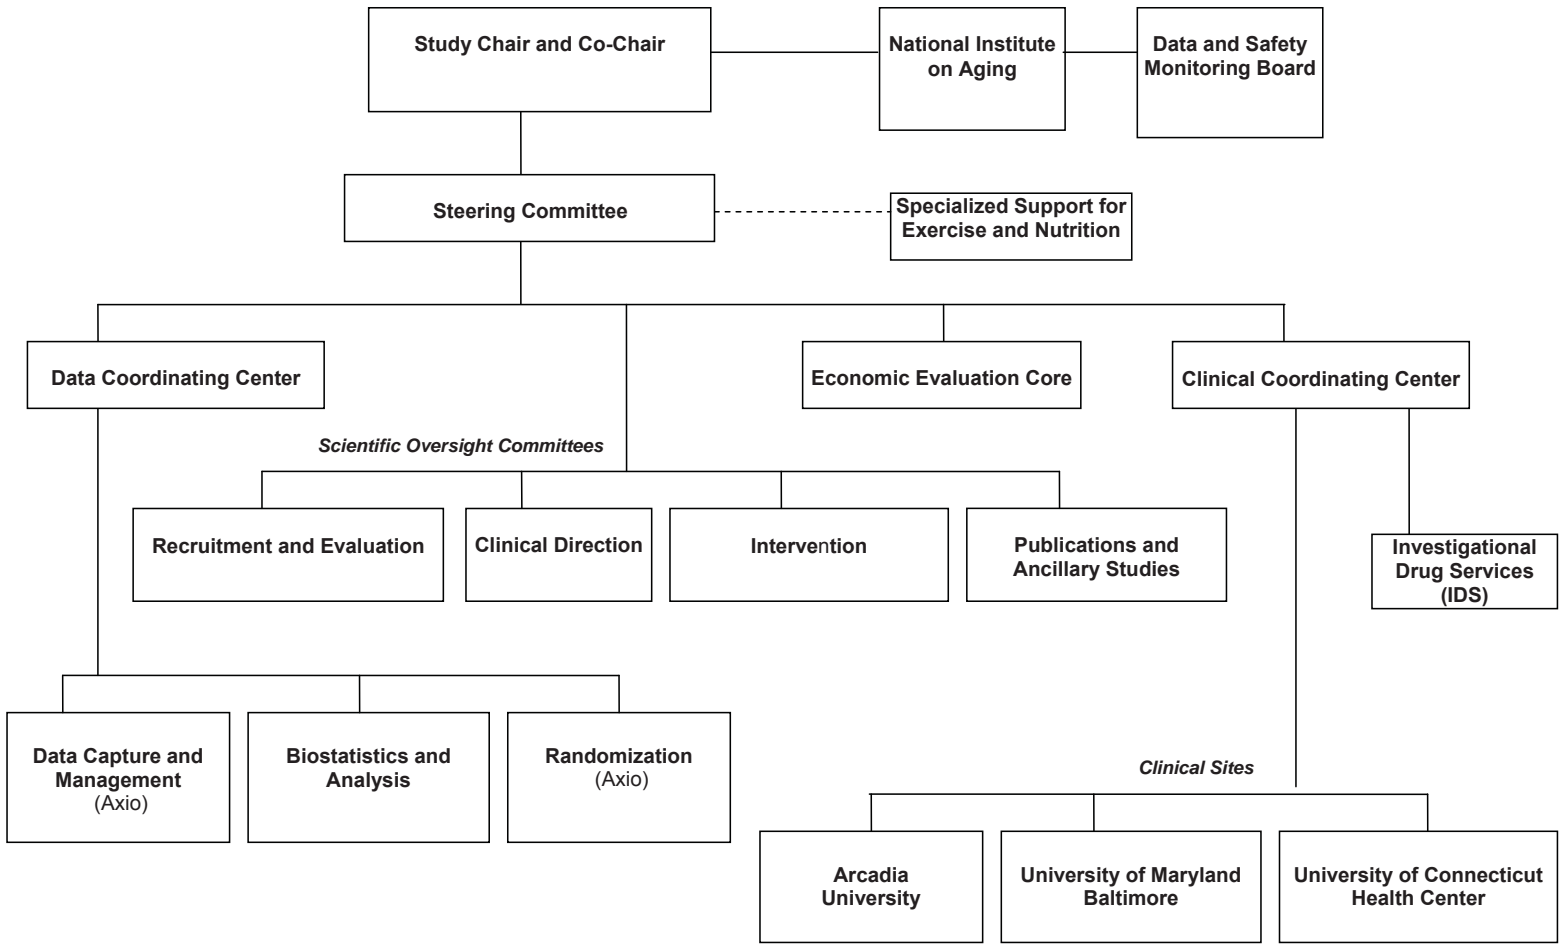 Study Chair and Co-Chair
National Institute
on Aging
Data and Safety
Monitoring Board
Steering Committee
Specialized Support for
Exercise and Nutrition
Data Coordinating Center
Economic Evaluation Core
Clinical Coordinating Center
Scientific Oversight Committees
Recruitment and Evaluation
Clinical Direction
Intervention
Publications and
Ancillary Studies
Investigational
Drug Services
(IDS)
Data Capture and
Management
(Axio)
Biostatistics and
Analysis
Randomization
(Axio)
Clinical Sites
Arcadia
University
University of Maryland
Baltimore
University of Connecticut
Health Center